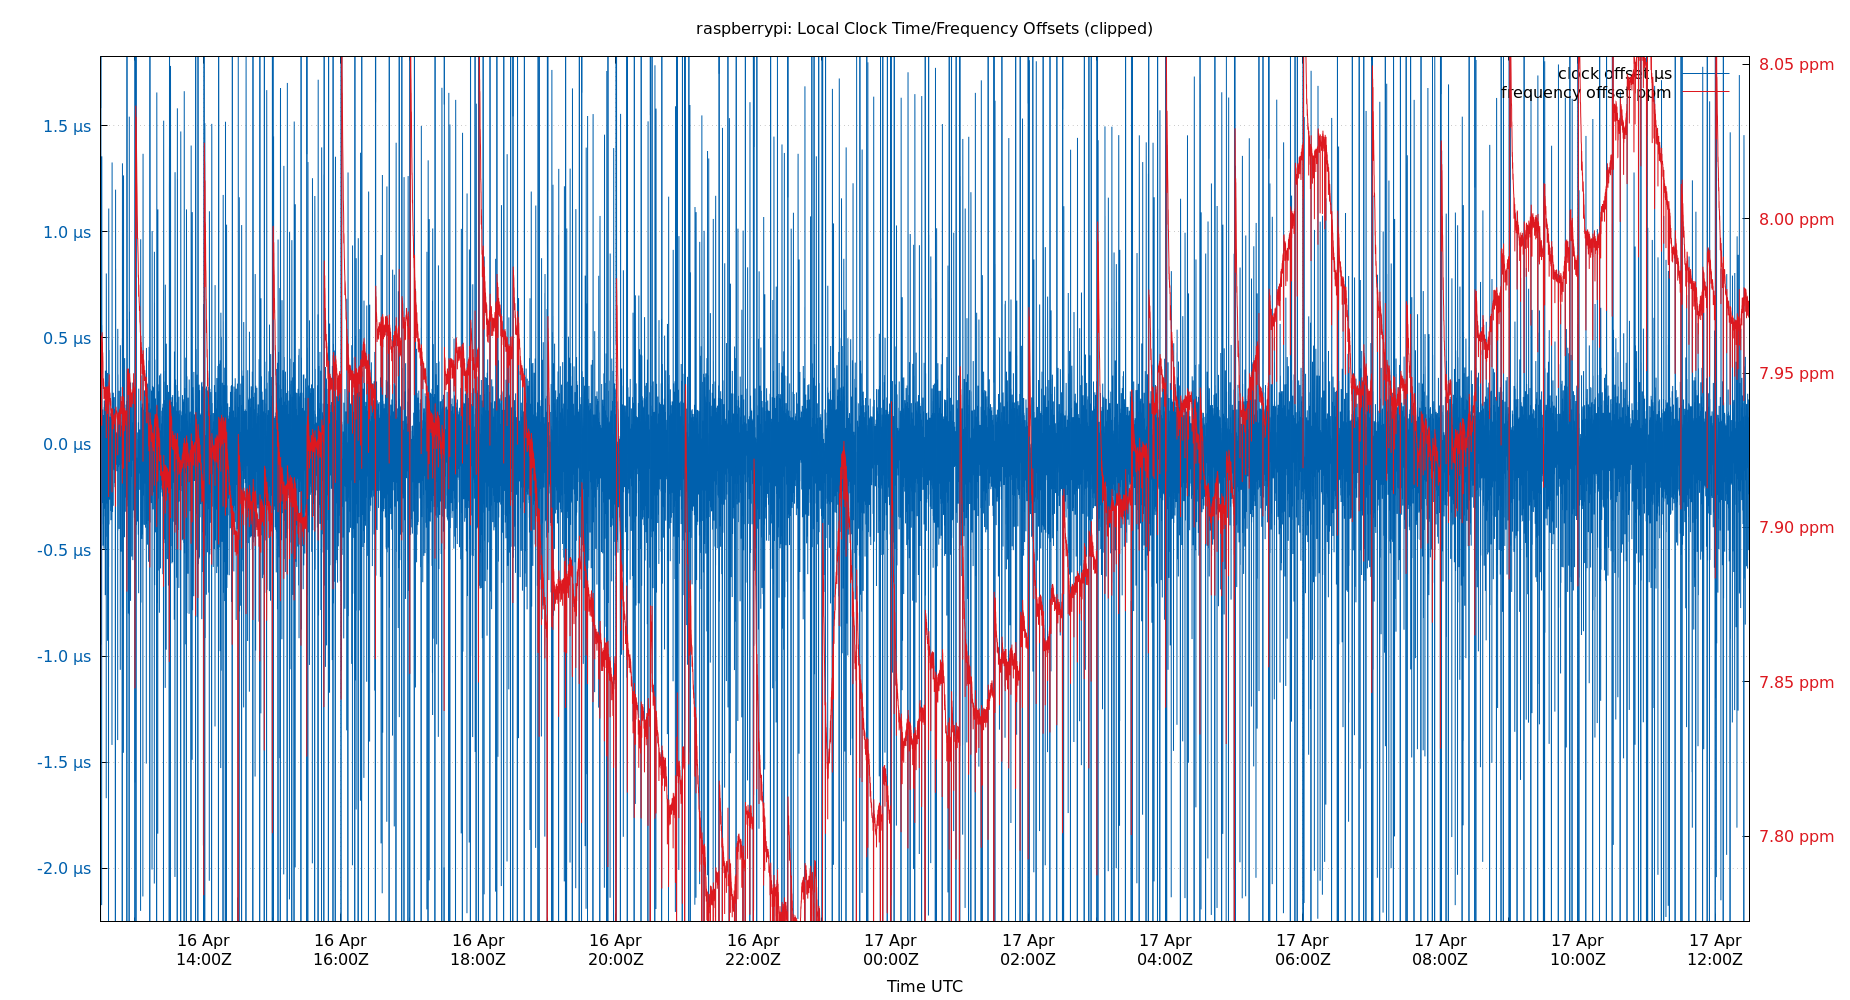 raspberrypi: Local Clock Time/Frequency Offsets (clipped)
clock offset µs
frequency offset ppm
1.5 µs
1.0 µs
0.5 µs
0.0 µs
-0.5 µs
-1.0 µs
-1.5 µs
-2.0 µs
8.05 ppm
8.00 ppm
7.95 ppm
7.90 ppm
7.85 ppm
7.80 ppm
16 Apr 16 Apr 16 Apr 16 Apr 16 Apr 17 Apr 17 Apr 17 Apr 17 Apr 17 Apr 17 Apr 17 Apr
14:00Z 16:00Z 18:00Z 20:00Z 22:00Z 00:00Z 02:00Z 04:00Z 06:00Z 08:00Z 10:00Z 12:00Z
Time UTC